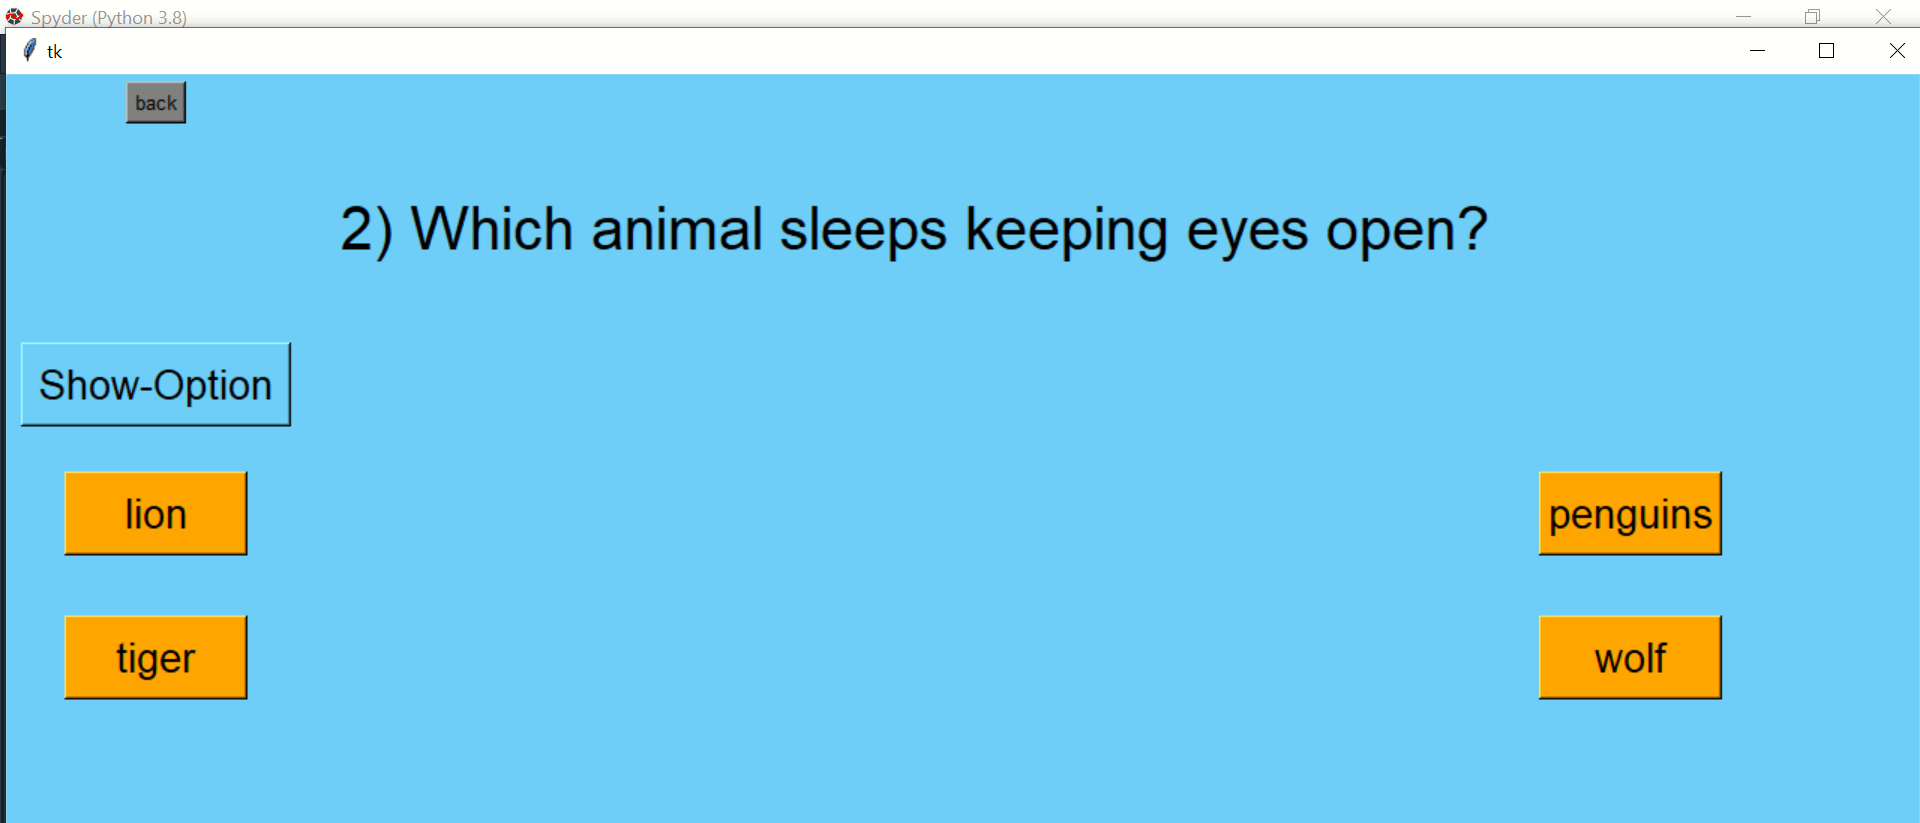 Spyder (Python 3.8)
tk
back
2) Which animal sleeps keeping eyes open?
Show-Option
lion
penguins
tiger
wolf